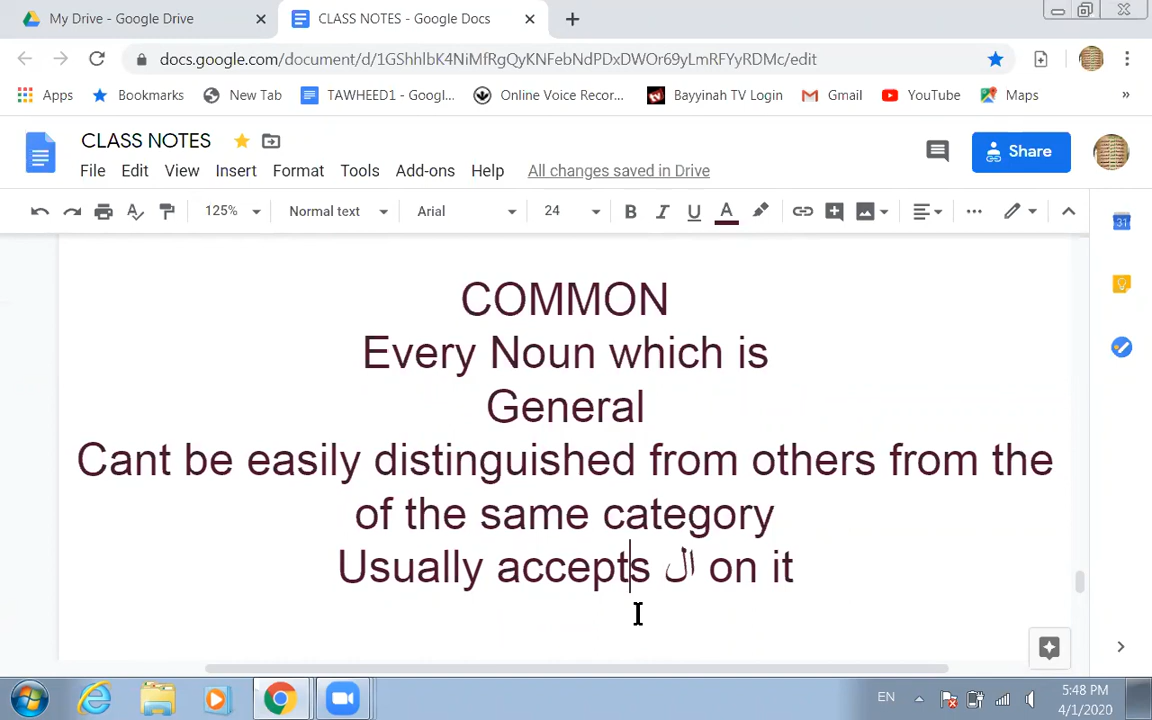 My Drive - Google Drive
CLASS NOTES - Google Docs
docs.google.com/document/d/1GShhlbK4NiMfRgQyKNFebNdPDxDWOr69yLmRFYyRDMc/edit
Apps Bookmarks New Tab TAWHEED1 - Googl... Online Voice Recor... Bayyinah TV Login Gmail YouTube Maps »
CLASS NOTES
File Edit View Insert Format Tools Add-ons Help All changes saved in Drive
Share
125% Normal text Arial 24 B I U A
31
COMMON
Every Noun which is
General
Cant be easily distinguished from others from the
of the same category
Usually accepts ال on it
EN
5:48 PM
4/1/2020